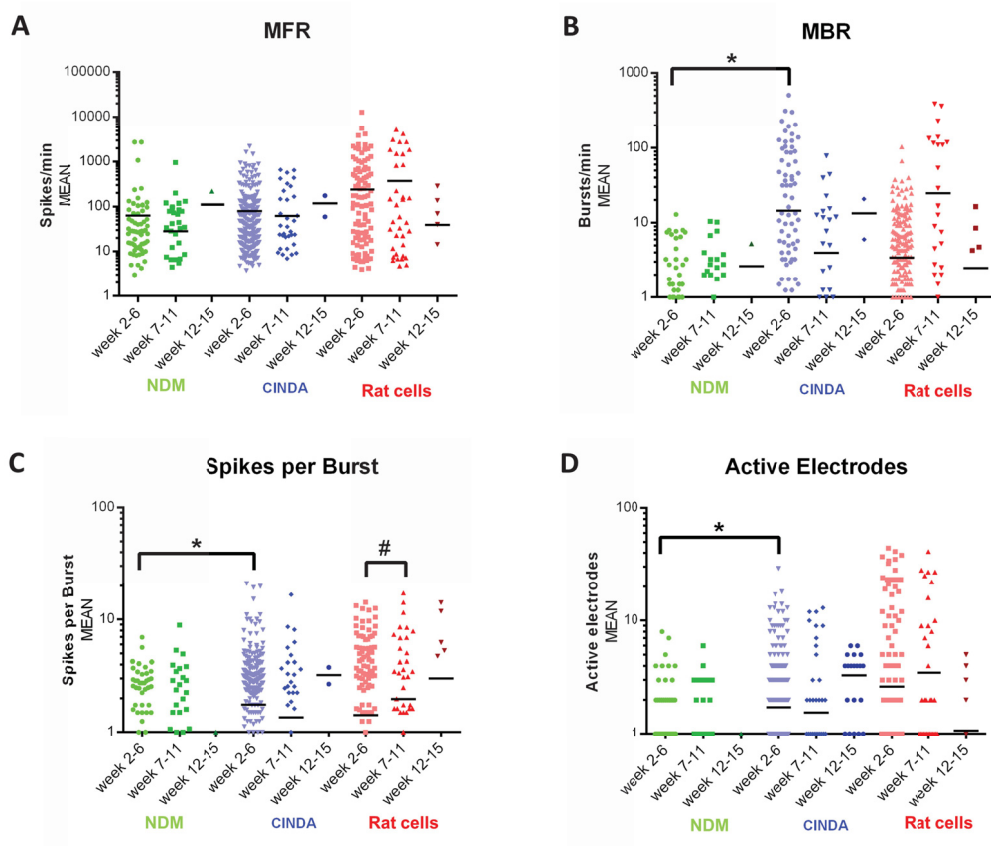 A
MFR
Spikes/min
MEAN
100000
10000
1000
100
10
1
week 2-6
week 7-11
week 12-15
week 2-6
week 7-11
week 12-15
week 2-6
week 7-11
week 12-15
NDM
CINDA
Rat cells
B
MBR
Bursts/min
MEAN
1000
100
10
1
*
week 2-6
week 7-11
week 12-15
week 2-6
week 7-11
week 12-15
week 2-6
week 7-11
week 12-15
NDM
CINDA
Rat cells
C
Spikes per Burst
Spikes per Burst
MEAN
100
10
1
*
#
week 2-6
week 7-11
week 12-15
week 2-6
week 7-11
week 12-15
week 2-6
week 7-11
week 12-15
NDM
CINDA
Rat cells
D
Active Electrodes
Active electrodes
MEAN
100
10
1
*
week 2-6
week 7-11
week 12-15
week 2-6
week 7-11
week 12-15
week 2-6
week 7-11
week 12-15
NDM
CINDA
Rat cells